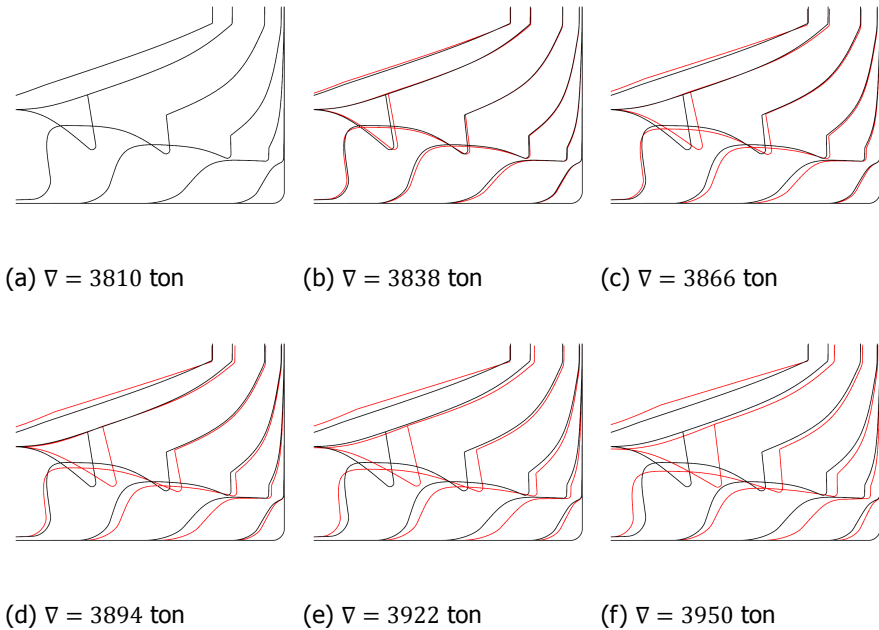 (a) ∇ = 3810 ton
(b) ∇ = 3838 ton
(c) ∇ = 3866 ton
(d) ∇ = 3894 ton
(e) ∇ = 3922 ton
(f) ∇ = 3950 ton